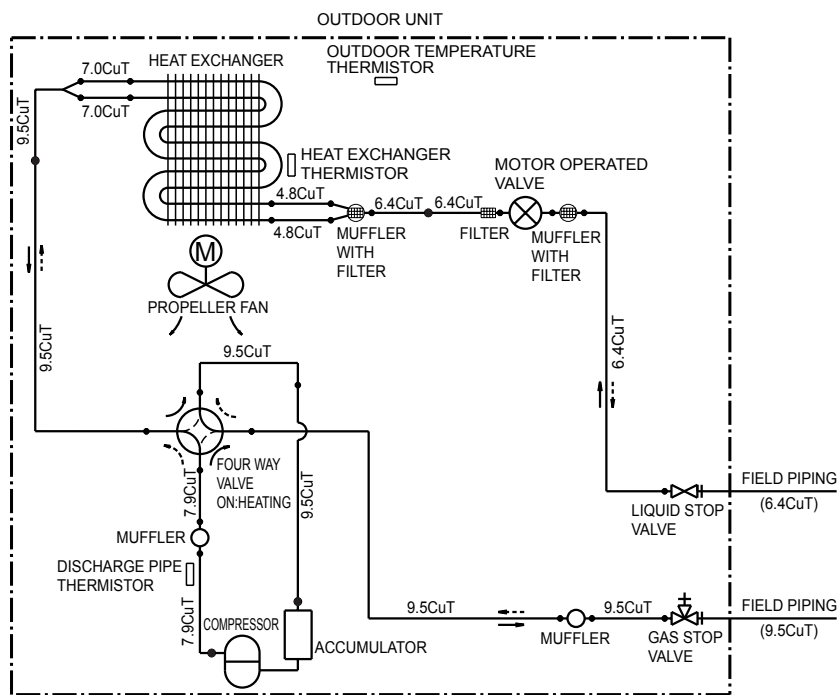 OUTDOOR UNIT
7.0CuT
HEAT EXCHANGER
OUTDOOR TEMPERATURE
THERMISTOR
7.0CuT
9.5CuT
HEAT EXCHANGER
THERMISTOR
MOTOR OPERATED
VALVE
4.8CuT
6.4CuT
6.4CuT
4.8CuT
MUFFLER
WITH
FILTER
FILTER
MUFFLER
WITH
FILTER
M
PROPELLER FAN
9.5CuT
9.5CuT
6.4CuT
FOUR WAY
VALVE
ON:HEATING
7.9CuT
9.5CuT
FIELD PIPING
(6.4CuT)
LIQUID STOP
VALVE
MUFFLER
DISCHARGE PIPE
THERMISTOR
7.9CuT
COMPRESSOR
ACCUMULATOR
9.5CuT
9.5CuT
MUFFLER
GAS STOP
VALVE
FIELD PIPING
(9.5CuT)